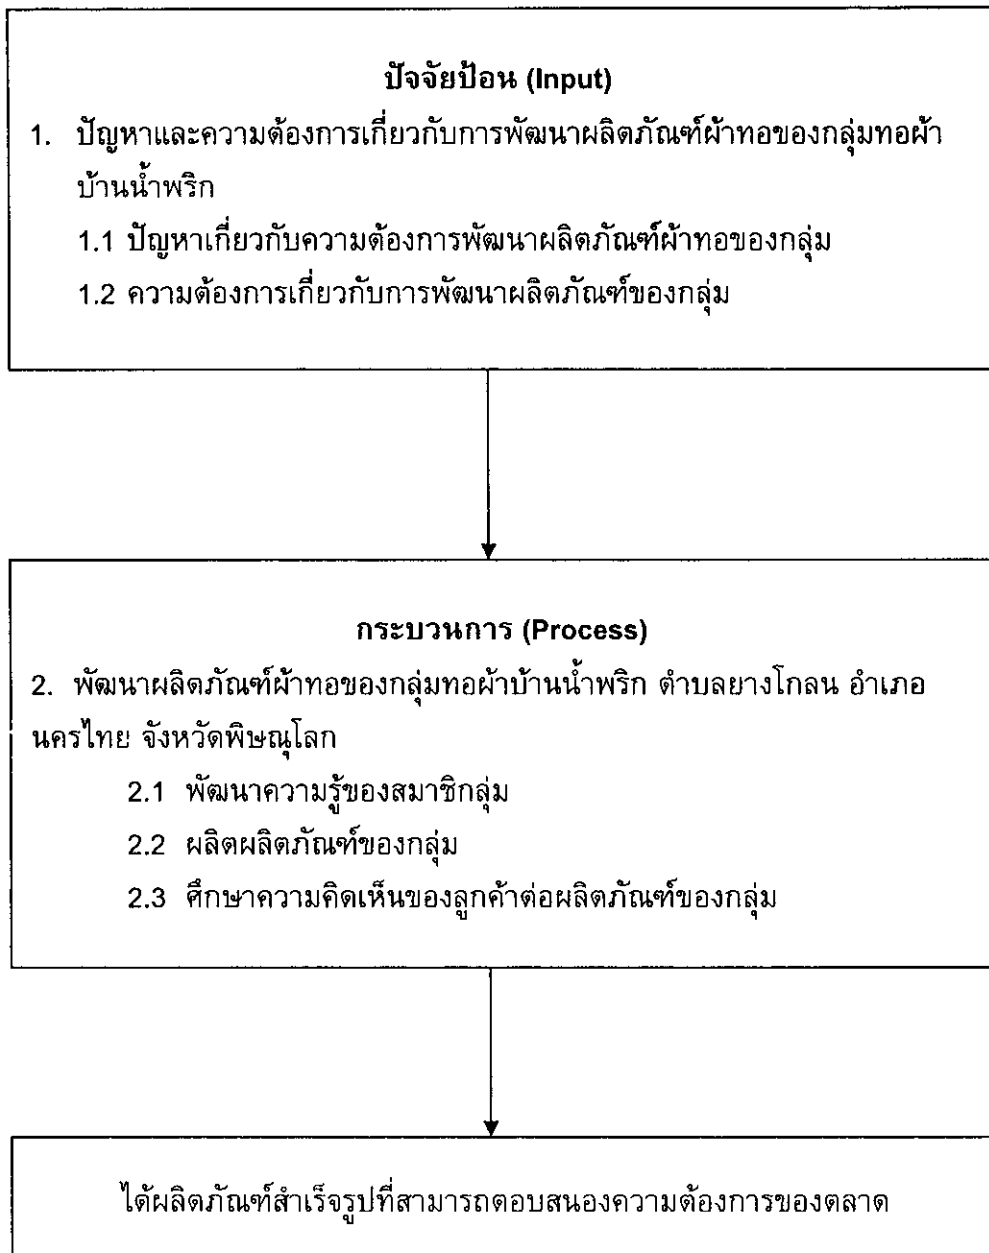 ปัจจัยป้อน (Input)
1. ปัญหาและความต้องการเกี่ยวกับการพัฒนาผลิตภัณฑ์ผ้าทอของกลุ่มทอผ้า
บ้านน้ำพริก
1.1 ปัญหาเกี่ยวกับความต้องการพัฒนาผลิตภัณฑ์ผ้าทอของกลุ่ม
1.2 ความต้องการเกี่ยวกับการพัฒนาผลิตภัณฑ์ของกลุ่ม
กระบวนการ (Process)
2. พัฒนาผลิตภัณฑ์ผ้าทอของกลุ่มทอผ้าบ้านน้ำพริก ตำบลยางโกลน อำเภอ
นครไทย จังหวัดพิษณุโลก
2.1 พัฒนาความรู้ของสมาชิกลุ่ม
2.2 ผลิตผลิตภัณฑ์ของกลุ่ม
2.3 ศึกษาความคิดเห็นของลูกค้าต่อผลิตภัณฑ์ของกลุ่ม
ได้ผลิตภัณฑ์สำเร็จรูปที่สามารถตอบสนองความต้องการของตลาด